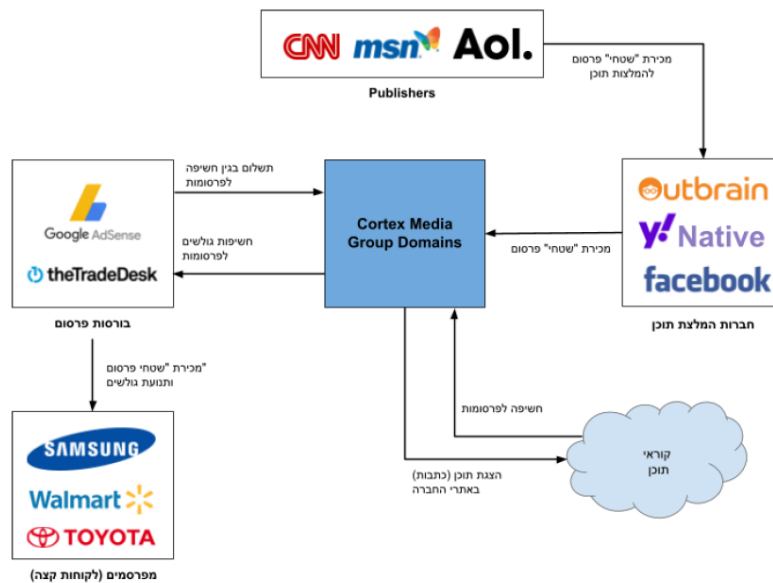 CNN msn Aol.
Publishers
מכירת "שטחי" פרסום
להמלצות תוכן
תשלום בגין חשיפה
לפרסומות
Google AdSense
theTradeDesk
חשיפות גולשים
לפרסומות
בורסות פרסום
Cortex Media
Group Domains
מכירת "שטחי" פרסום
Outbrain
y! Native
facebook
חברות המלצת תוכן
"מכירת "שטחי פרסום
ותנועת גולשים
SAMSUNG
Walmart
TOYOTA
מפרסמים (לקוחות קצה)
חשיפה לפרסומות
הצגת תוכן (כתבות)
באתרי החברה
קוראי
תוכן